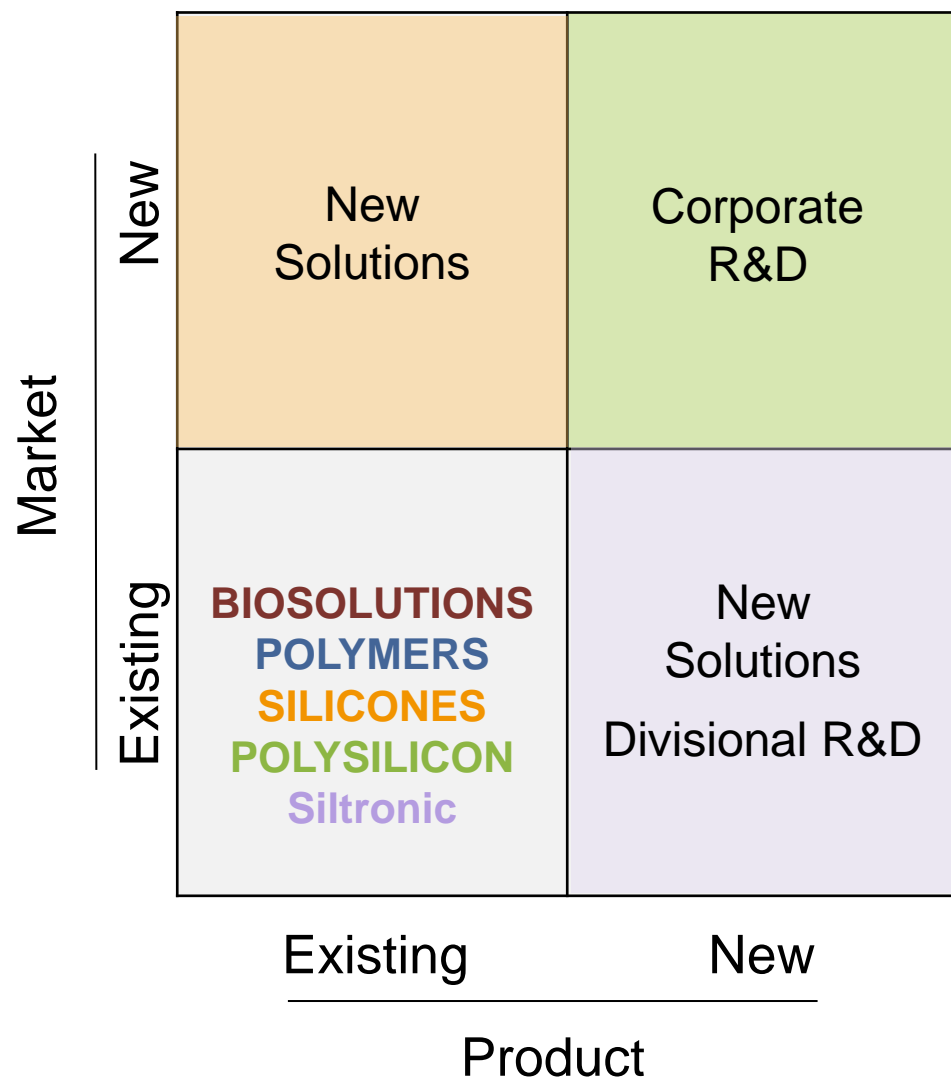 Market
New
Existing
New
Solutions
Corporate
R&D
BIOSOLUTIONS
POLYMERS
SILICONES
POLYSILICON
Siltronic
New
Solutions
Divisional R&D
Existing
New
Product